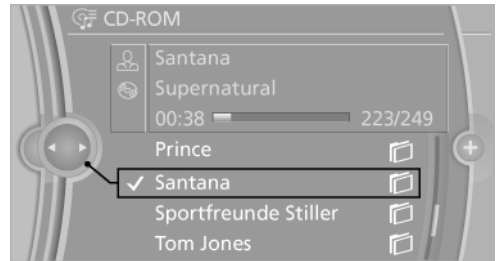 CD-ROM
Santana
Supernatural
00:38 223/249
Prince
Santana
Sportfreunde Stiller
Tom Jones